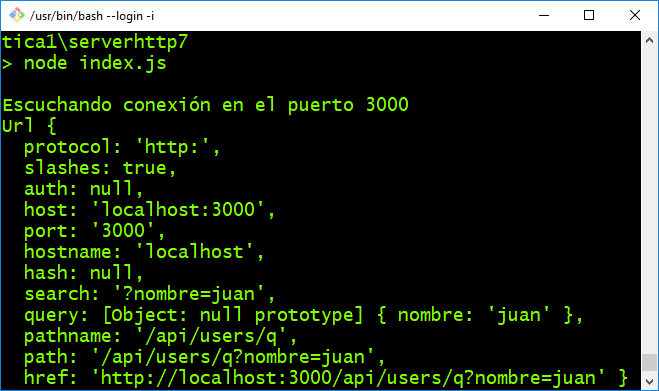 /usr/bin/bash --login -i
tica1\serverhttp7
> node index.js
Escuchando conexión en el puerto 3000
Url {
  protocol: 'http:',
  slashes: true,
  auth: null,
  host: 'localhost:3000',
  port: '3000',
  hostname: 'localhost',
  hash: null,
  search: '?nombre=juan',
  query: [Object: null prototype] { nombre: 'juan' },
  pathname: '/api/users/q',
  path: '/api/users/q?nombre=juan',
  href: 'http://localhost:3000/api/users/q?nombre=juan' }